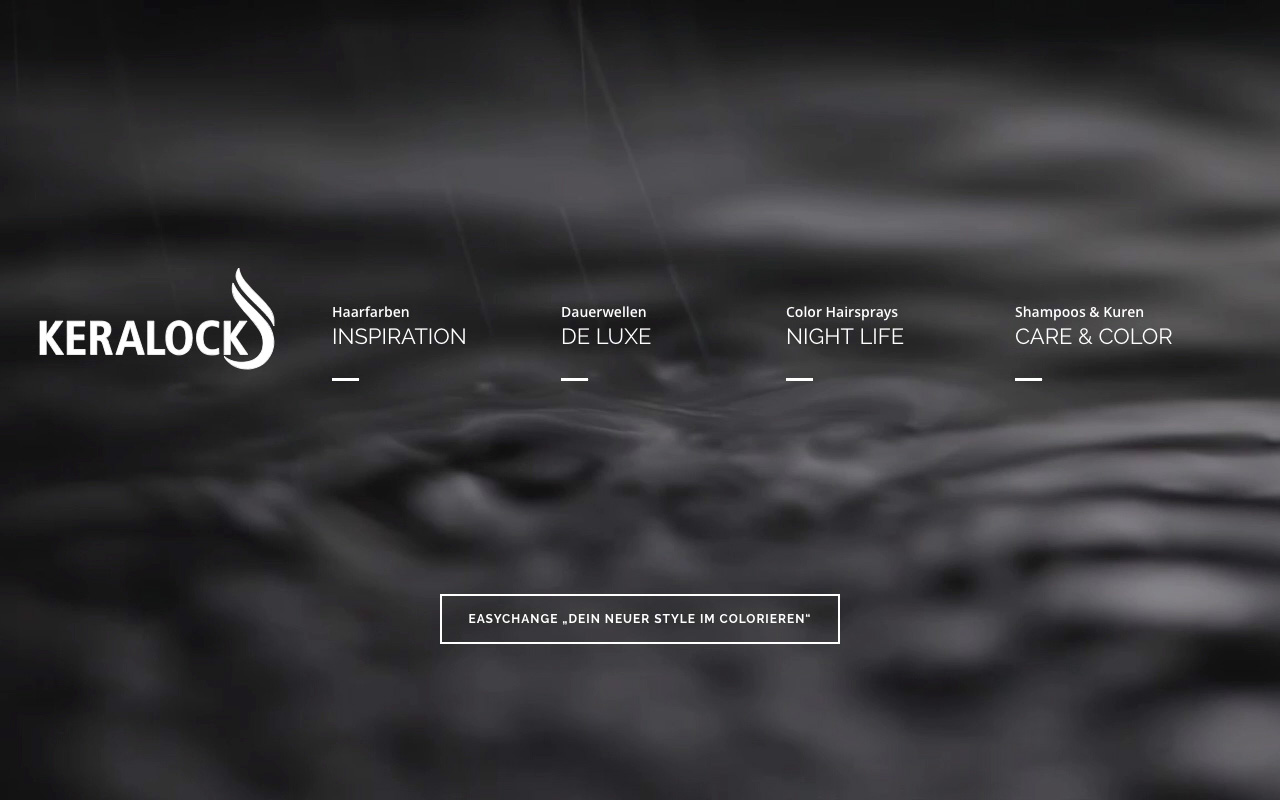 KERALOCK
Haarfarben
INSPIRATION
Dauerwellen
DE LUXE
Color Hairsprays
NIGHT LIFE
Shampoos & Kuren
CARE & COLOR
EASYCHANGE „DEIN NEUER STYLE IM COLORIEREN“